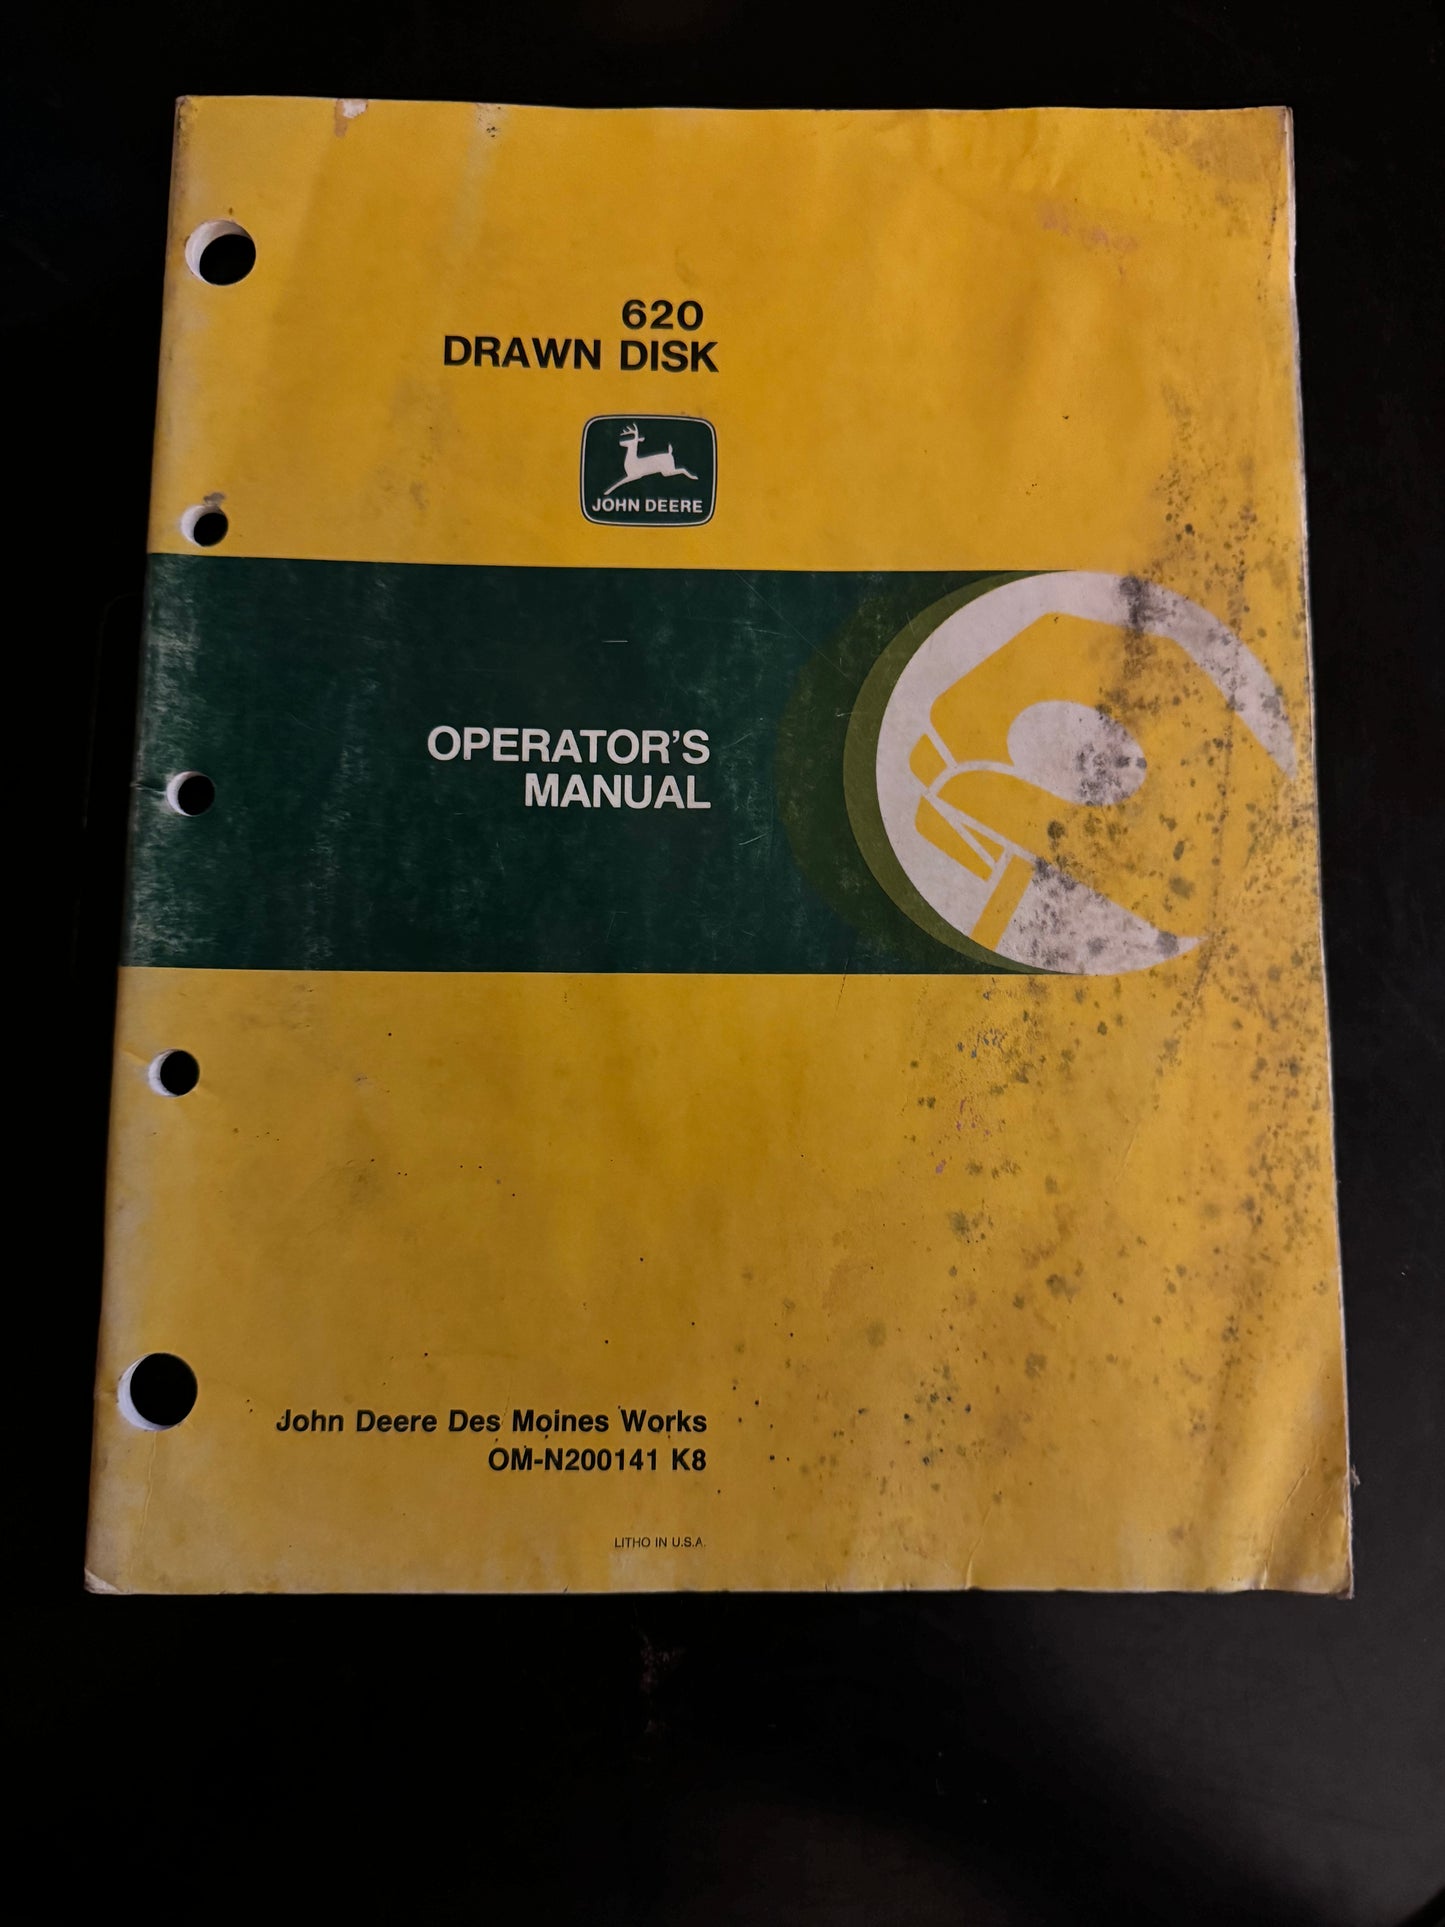 620
DRAWN DISK
JOHN DEERE
OPERATOR'S
MANUAL
John Deere Des Moines Works
OM-N200141 K8
LITHO IN U.S.A.